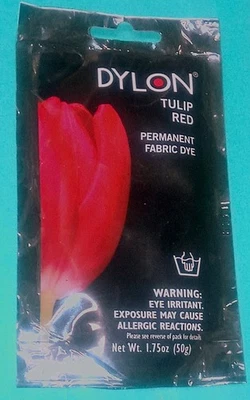 DYLON®
TULIP
RED
PERMANENT
FABRIC DYE
WARNING:
EYE IRRITANT.
EXPOSURE MAY CAUSE
ALLERGIC REACTIONS.
Please see reverse of pack for details
Net Wt. 1.75oz (50g)